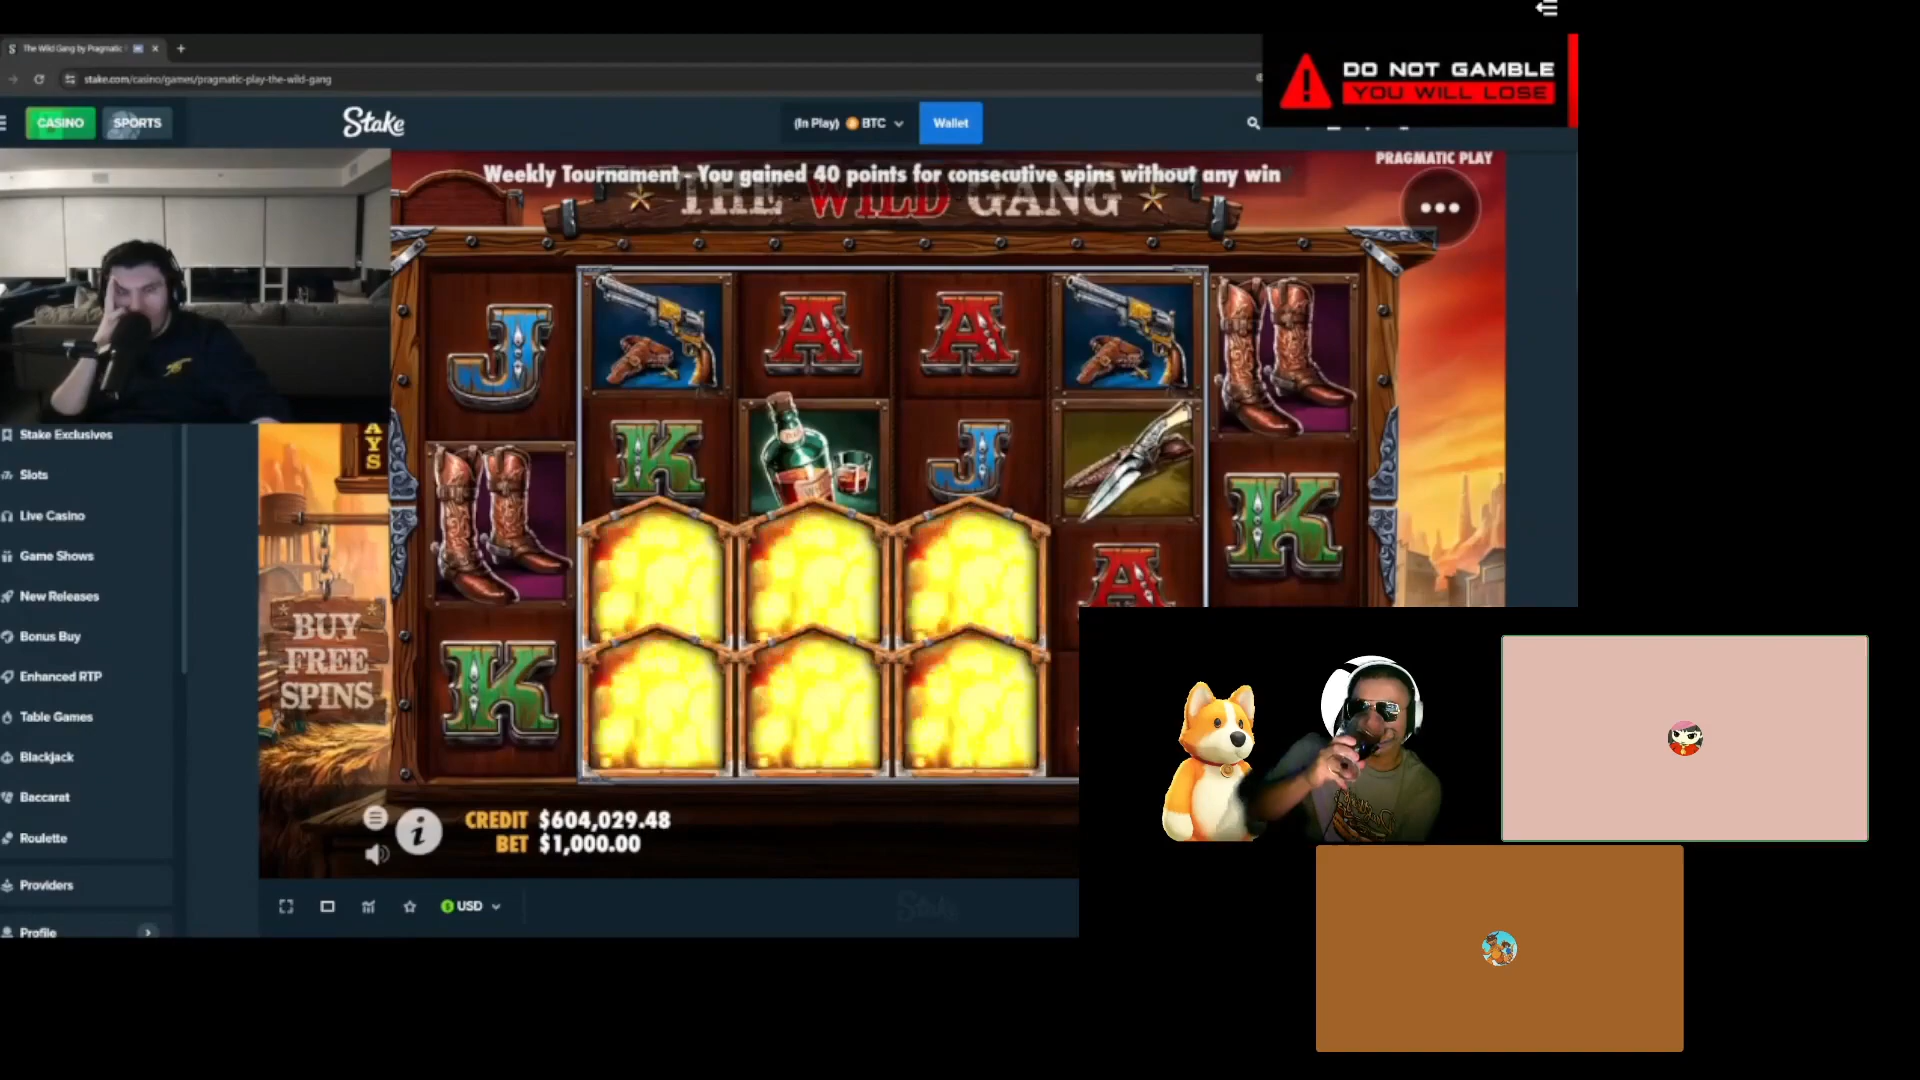 The Wild Gang by Pragmatic
stake.com/casino/games/pragmatic-play-the-wild-gang
DO NOT GAMBLE
YOU WILL LOSE
CASINO
SPORTS
Stake
(In Play) BTC
Wallet
PRAGMATIC PLAY
Weekly Tournament - You gained 40 points for consecutive spins without any win
THE WILD GANG
J
A
A
K
J
AYS
K
A
K
Stake Exclusives
Slots
Live Casino
Game Shows
New Releases
Bonus Buy
Enhanced RTP
Table Games
Blackjack
Baccarat
Roulette
Providers
Profile
BUY
FREE
SPINS
CREDIT $604,029.48
BET $1,000.00
USD
Stake